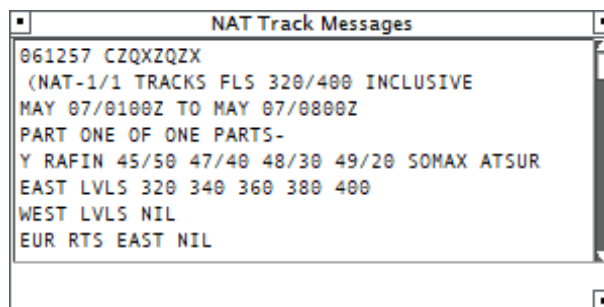 NAT Track Messages
061257 CZQXZQZX
(NAT-1/1 TRACKS FLS 320/400 INCLUSIVE
MAY 07/0100Z TO MAY 07/0800Z
PART ONE OF ONE PARTS-
Y RAFIN 45/50 47/40 48/30 49/20 SOMAX ATSUR
EAST LVLS 320 340 360 380 400
WEST LVLS NIL
EUR RTS EAST NIL